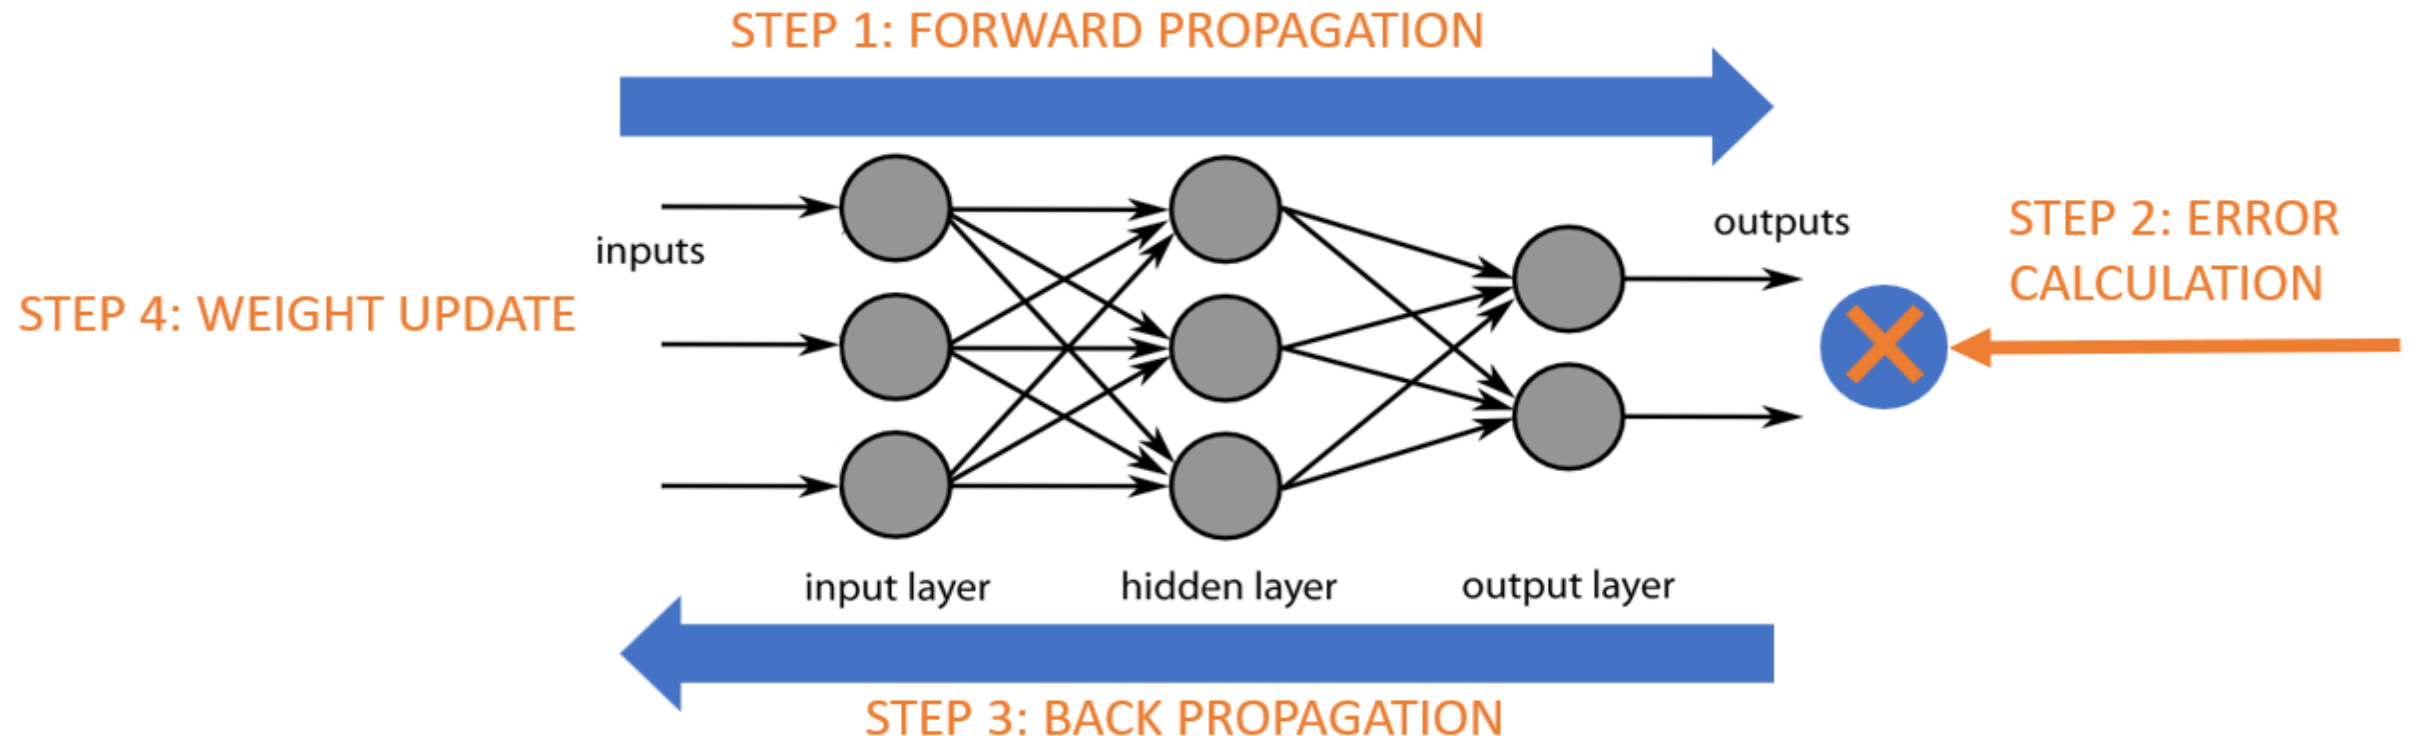 STEP 1: FORWARD PROPAGATION
outputs
STEP 2: ERROR
CALCULATION
inputs
STEP 4: WEIGHT UPDATE
input layer
hidden layer
output layer
STEP 3: BACK PROPAGATION